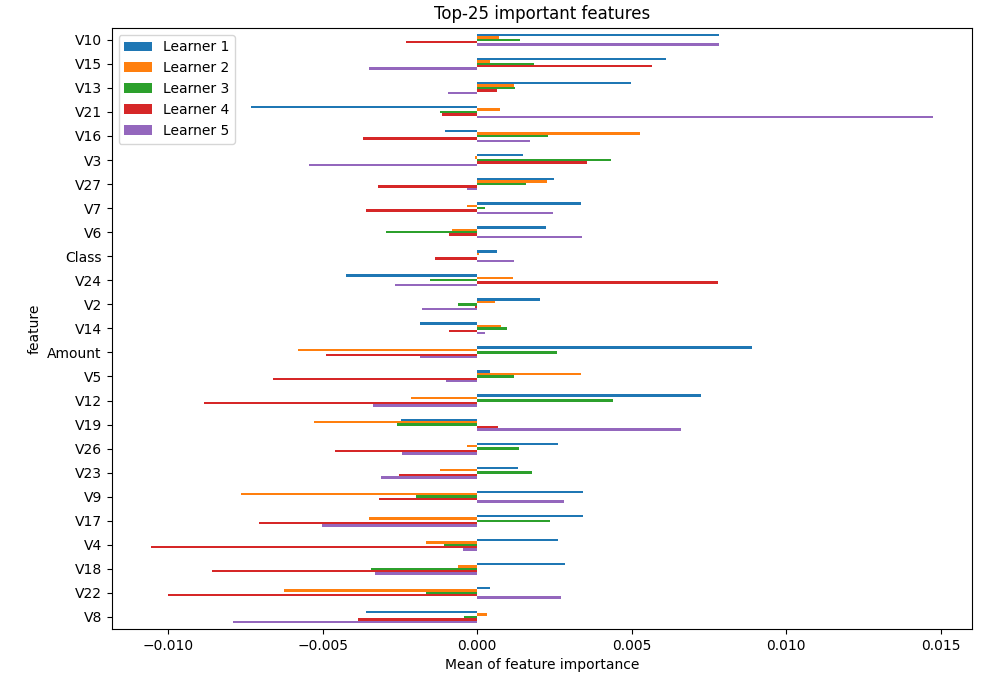 Top-25 important features
Learner 1
Learner 2
Learner 3
Learner 4
Learner 5
V10
V15
V13
V21
V16
V3
V27
V7
V6
Class
V24
V2
V14
Amount
V5
V12
V19
V26
V23
V9
V17
V4
V18
V22
V8
feature
−0.010 −0.005 0.000 0.005 0.010 0.015
Mean of feature importance